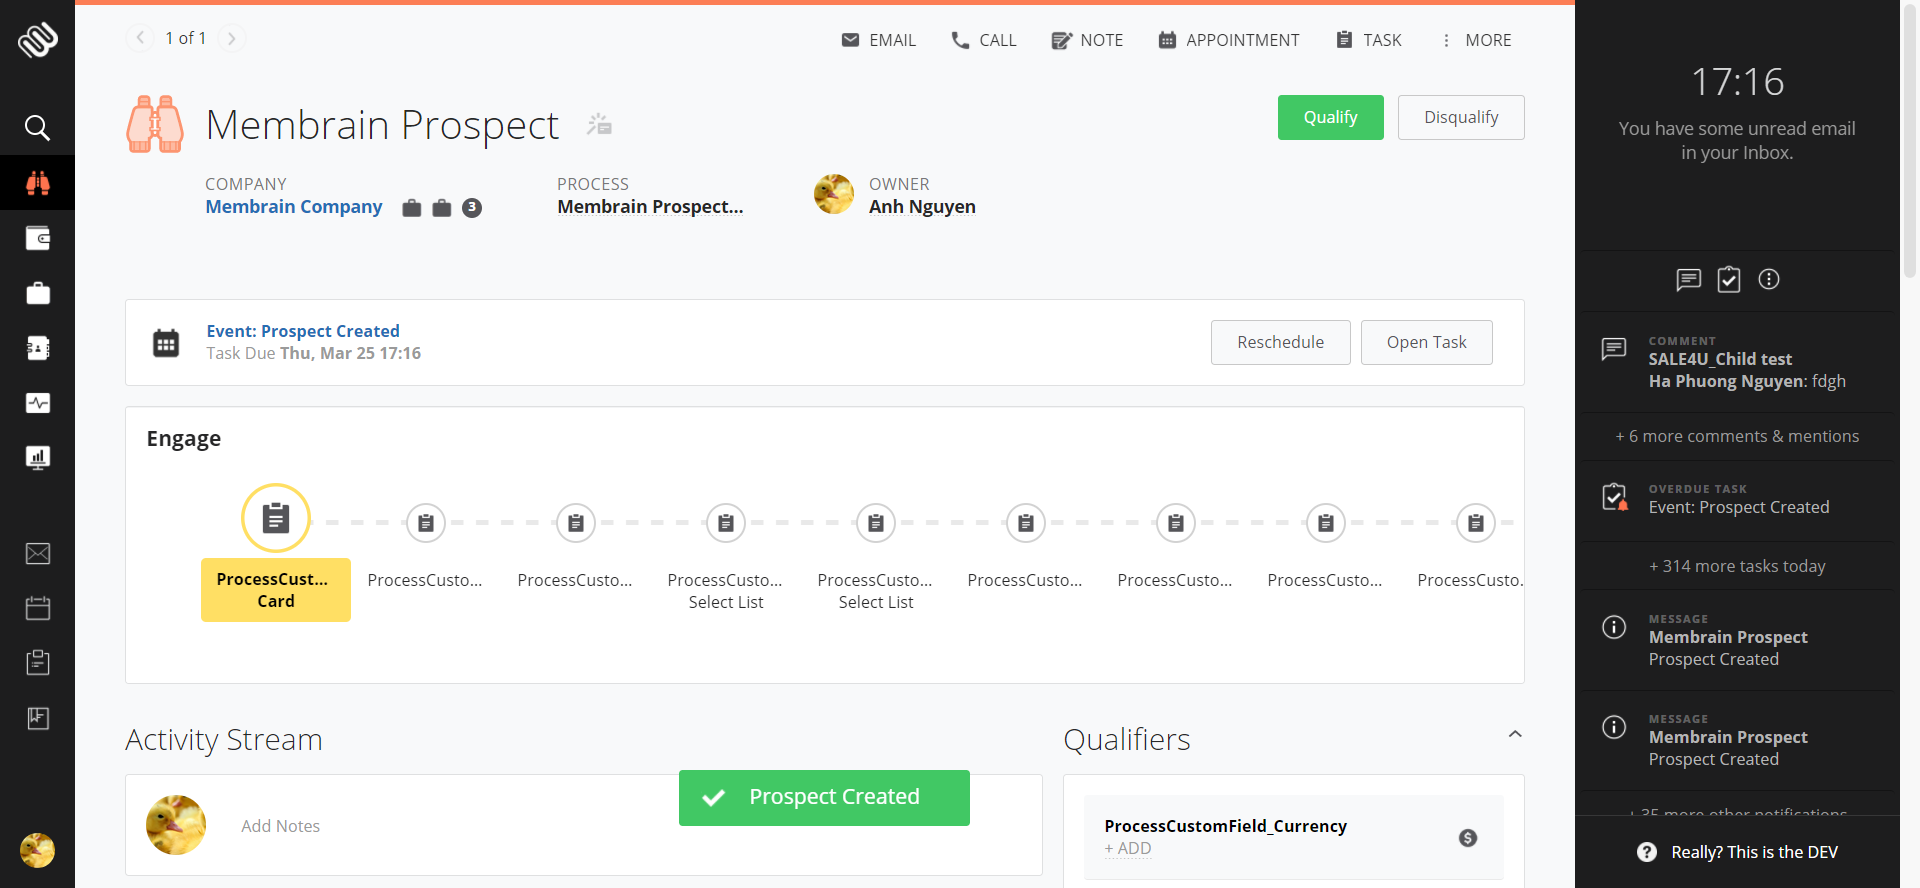 1 of 1
EMAIL
CALL
NOTE
APPOINTMENT
TASK
MORE
Membrain Prospect
Qualify
Disqualify
COMPANY
Membrain Company
3
PROCESS
Membrain Prospect...
OWNER
Anh Nguyen
Event: Prospect Created
Task Due Thu, Mar 25 17:16
Reschedule
Open Task
Engage
ProcessCust...
Card
ProcessCusto...
ProcessCusto...
ProcessCusto...
Select List
ProcessCusto...
Select List
ProcessCusto...
ProcessCusto...
ProcessCusto...
ProcessCusto.
Activity Stream
Add Notes
Prospect Created
Qualifiers
ProcessCustomField_Currency
+ ADD
17:16
You have some unread email
in your Inbox.
COMMENT
SALE4U_Child test
Ha Phuong Nguyen: fdgh
+ 6 more comments & mentions
OVERDUE TASK
Event: Prospect Created
+ 314 more tasks today
MESSAGE
Membrain Prospect
Prospect Created
MESSAGE
Membrain Prospect
Prospect Created
+ 35 more other notifications
Really? This is the DEV